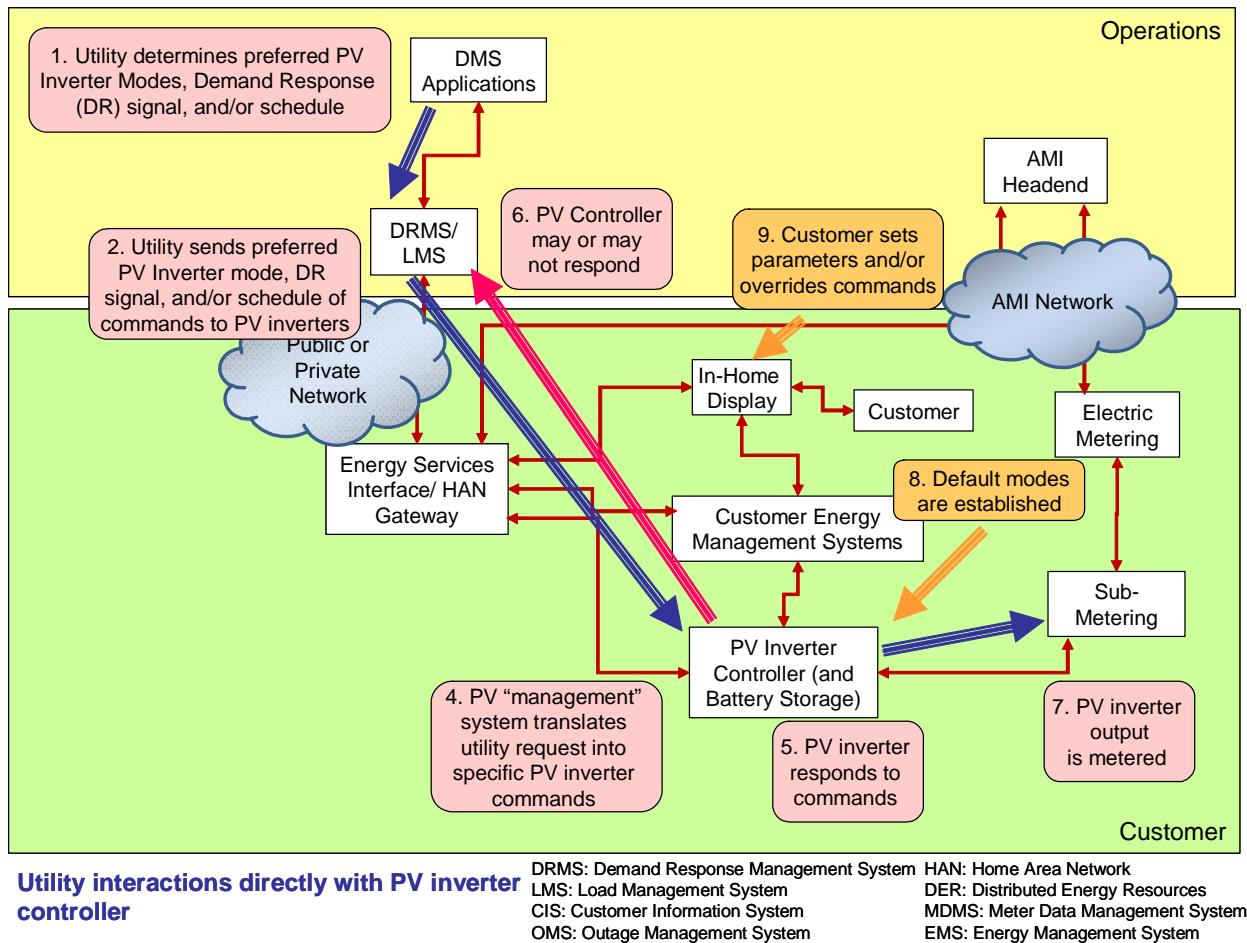 Operations
1. Utility determines preferred PV
Inverter Modes, Demand Response
(DR) signal, and/or schedule
DMS
Applications
AMI
Headend
2. Utility sends preferred
PV Inverter mode, DR
signal, and/or schedule of
commands to PV inverters
DRMS/
LMS
6. PV Controller
may or may
not respond
9. Customer sets
parameters and/or
overrides commands
AMI Network
Public or
Private
Network
In-Home
Display
Customer
Electric
Metering
Energy Services
Interface/ HAN
Gateway
8. Default modes
are established
Customer Energy
Management Systems
Sub-
Metering
PV Inverter
Controller (and
Battery Storage)
4. PV “management”
system translates
utility request into
specific PV inverter
commands
5. PV inverter
responds to
commands
7. PV inverter
output
is metered
Customer
Utility interactions directly with PV inverter
controller
DRMS: Demand Response Management System
LMS: Load Management System
CIS: Customer Information System
OMS: Outage Management System
HAN: Home Area Network
DER: Distributed Energy Resources
MDMS: Meter Data Management System
EMS: Energy Management System